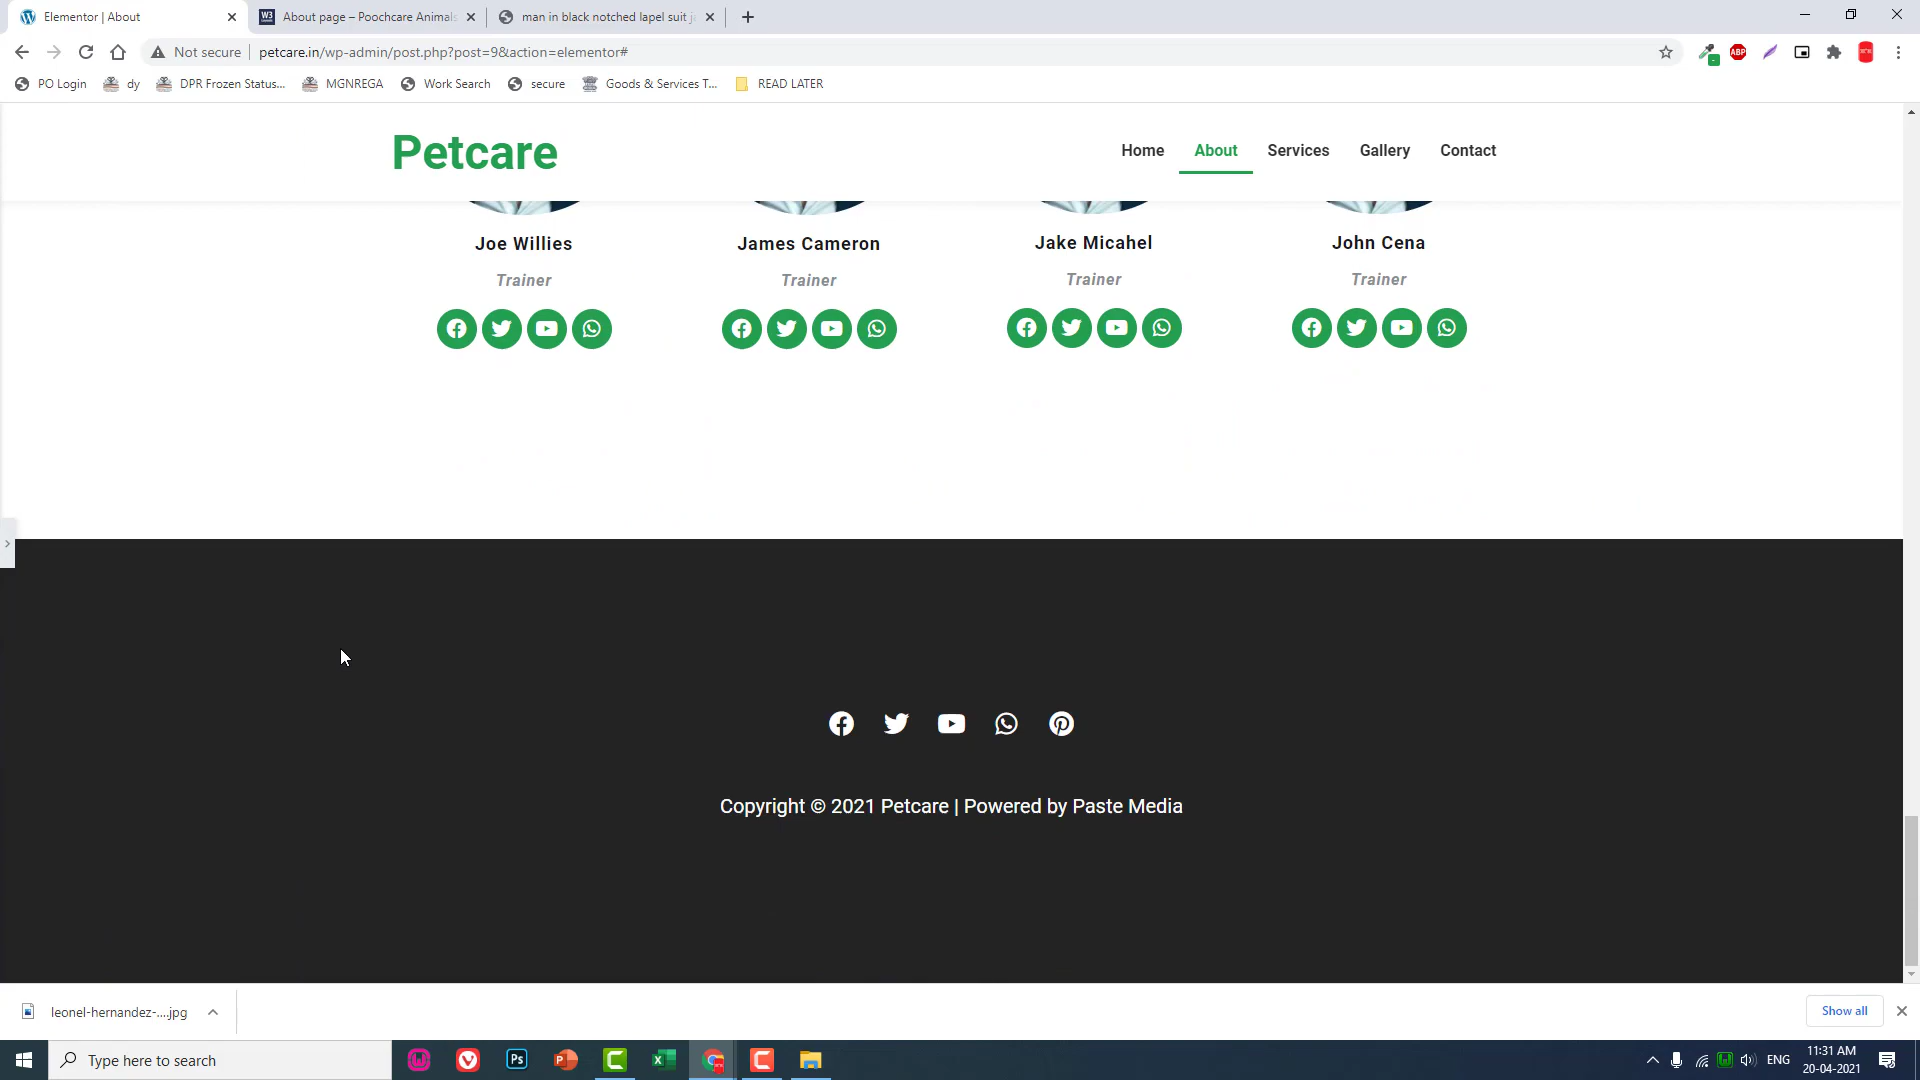 Elementor | About
About page – Poochcare Animals
man in black notched lapel suit j
Not secure
petcare.in/wp-admin/post.php?post=9&action=elementor#
ABP
PO Login
dy
DPR Frozen Status...
MGNREGA
Work Search
secure
Goods & Services T...
READ LATER
Petcare
Home
About
Services
Gallery
Contact
Joe Willies
James Cameron
Jake Micahel
John Cena
Trainer
Trainer
Trainer
Trainer
Copyright © 2021 Petcare | Powered by Paste Media
leonel-hernandez-....jpg
Show all
Type here to search
Ps
ENG
11:31 AM
20-04-2021